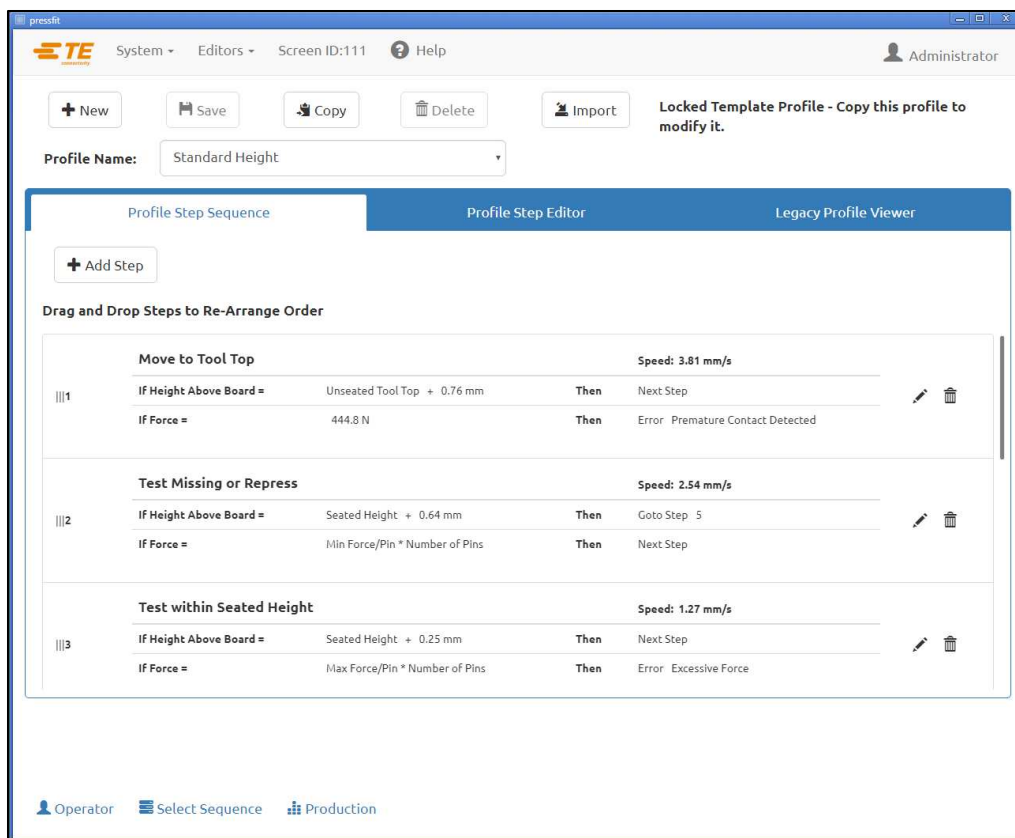 pressfit
TE connectivity System Editors Screen ID:111 Help Administrator
New Save Copy Delete Import Locked Template Profile - Copy this profile to
modify it.
Profile Name: Standard Height
Profile Step Sequence Profile Step Editor Legacy Profile Viewer
Add Step
Drag and Drop Steps to Re-Arrange Order
Move to Tool Top Speed: 3.81 mm/s
1 If Height Above Board = Unseated Tool Top + 0.76 mm Then Next Step
If Force = 444.8 N Then Error Premature Contact Detected
Test Missing or Repress Speed: 2.54 mm/s
2 If Height Above Board = Seated Height + 0.64 mm Then Goto Step 5
If Force = Min Force/Pin * Number of Pins Then Next Step
Test within Seated Height Speed: 1.27 mm/s
3 If Height Above Board = Seated Height + 0.25 mm Then Next Step
If Force = Max Force/Pin * Number of Pins Then Error Excessive Force
Operator Select Sequence Production